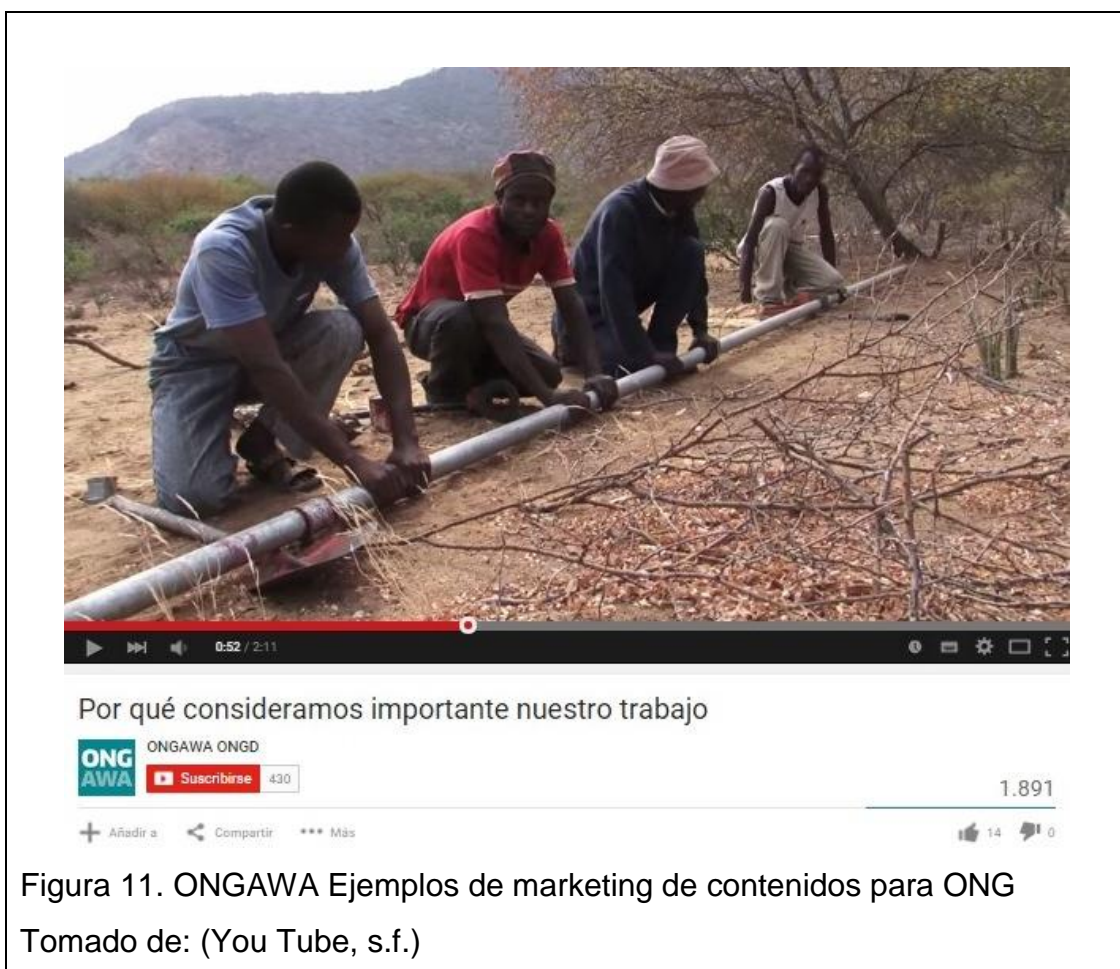 0:52 / 2:11
Por qué consideramos importante nuestro trabajo
ONG
AWA
ONGAWA ONGD
Suscribirse 430
1.891
Añadir a Compartir Más
14 0
Figura 11. ONGAWA Ejemplos de marketing de contenidos para ONG
Tomado de: (You Tube, s.f.)